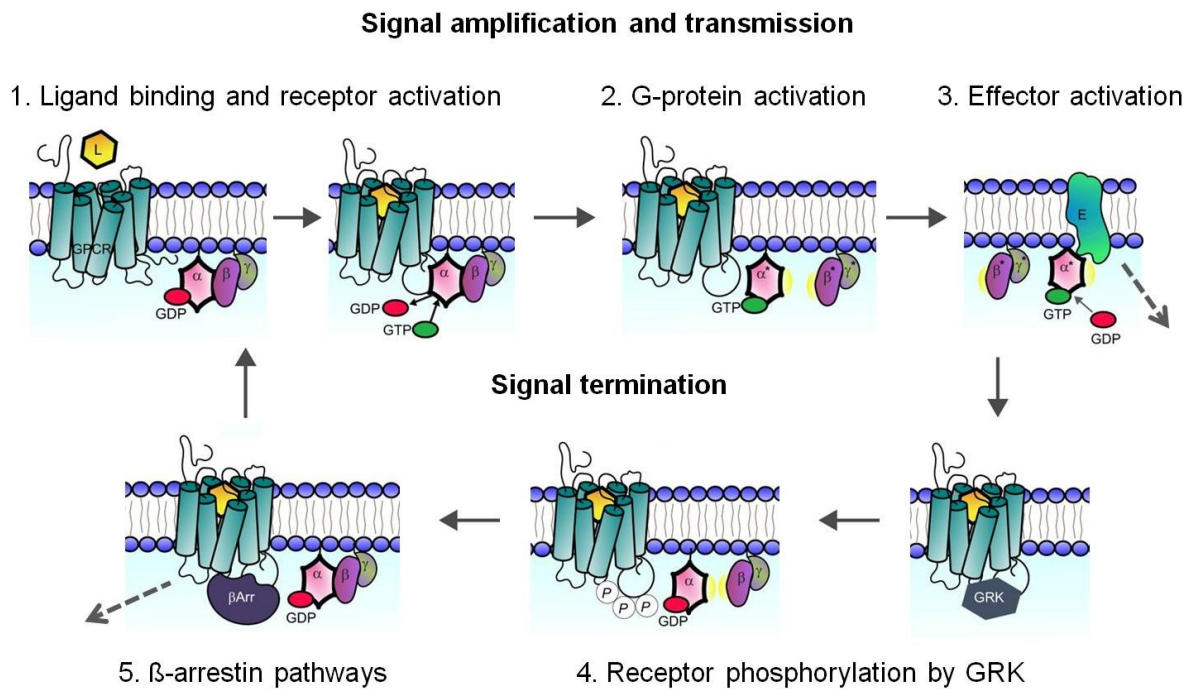 Signal amplification and transmission
1. Ligand binding and receptor activation
2. G-protein activation
3. Effector activation
L
GPCR
α
β
γ
GDP
α
β
γ
GDP
GTP
α*
β*
γ*
GTP
E
β*
γ*
α*
GTP
GDP
Signal termination
βArr
α
β
γ
GDP
P
P
P
α
β
γ
GDP
GRK
5. ß-arrestin pathways
4. Receptor phosphorylation by GRK